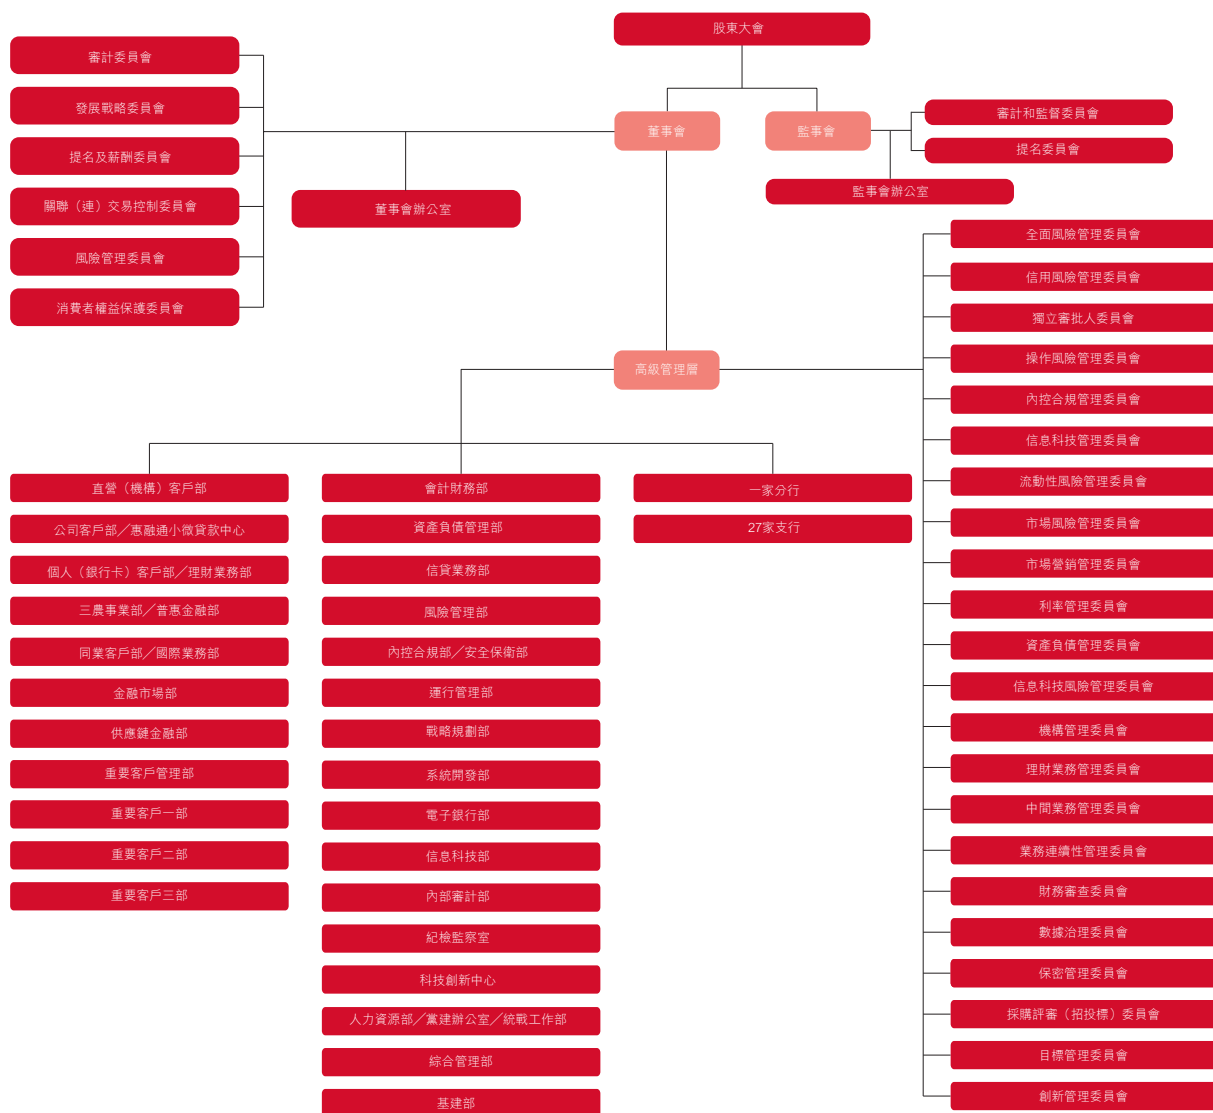 股東大會
董事會
監事會
審計委員會
發展戰略委員會
提名及薪酬委員會
關聯（連）交易控制委員會
風險管理委員會
消費者權益保護委員會
董事會辦公室
審計和監督委員會
提名委員會
監事會辦公室
高級管理層
全面風險管理委員會
信用風險管理委員會
獨立審批人委員會
操作風險管理委員會
內控合規管理委員會
信息科技管理委員會
流動性風險管理委員會
市場風險管理委員會
市場營銷管理委員會
利率管理委員會
資產負債管理委員會
信息科技風險管理委員會
機構管理委員會
理財業務管理委員會
中間業務管理委員會
業務連續性管理委員會
財務審查委員會
數據治理委員會
保密管理委員會
採購評審（招投標）委員會
目標管理委員會
創新管理委員會
直營（機構）客戶部
公司客戶部／惠融通小微貸款中心
個人（銀行卡）客戶部／理財業務部
三農事業部／普惠金融部
同業客戶部／國際業務部
金融市場部
供應鏈金融部
重要客戶管理部
重要客戶一部
重要客戶二部
重要客戶三部
會計財務部
資產負債管理部
信貸業務部
風險管理部
內控合規部／安全保衛部
運行管理部
戰略規劃部
系統開發部
電子銀行部
信息科技部
內部審計部
紀檢監察室
科技創新中心
人力資源部／黨建辦公室／統戰工作部
綜合管理部
基建部
一家分行
27家支行